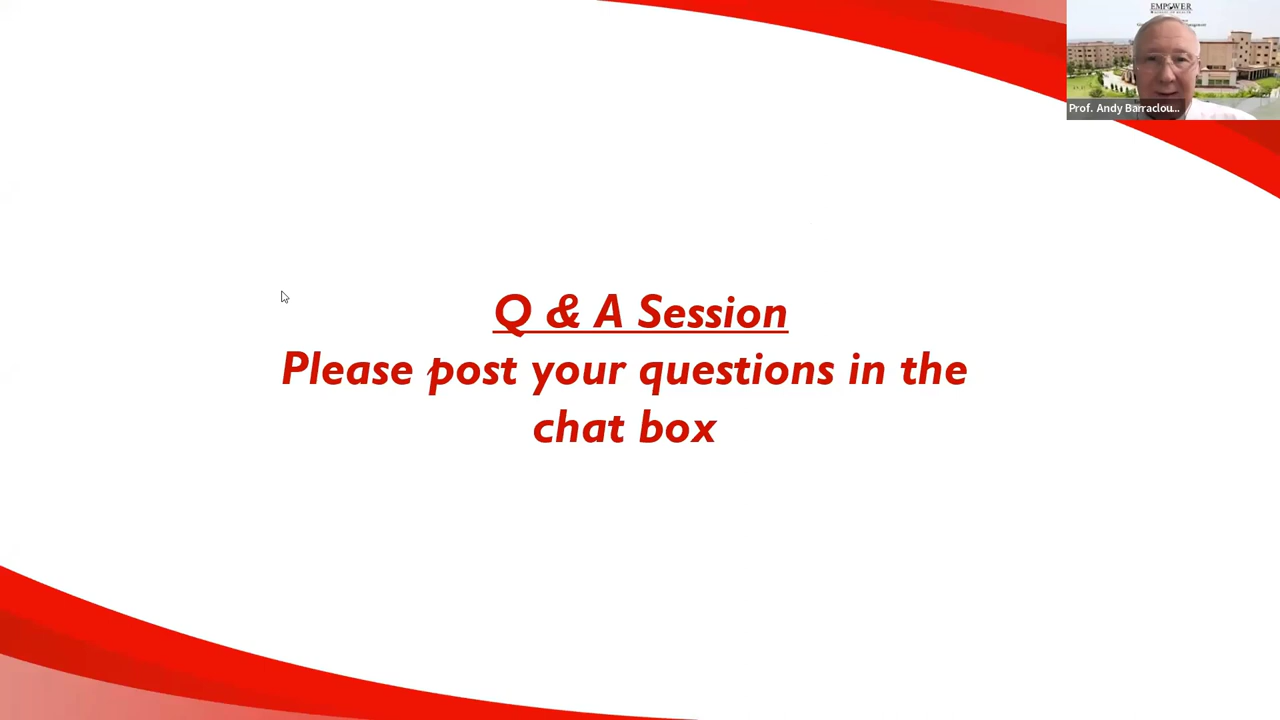 EMPOWER
Prof. Andy Barraclou...
Q & A Session
Please post your questions in the
chat box